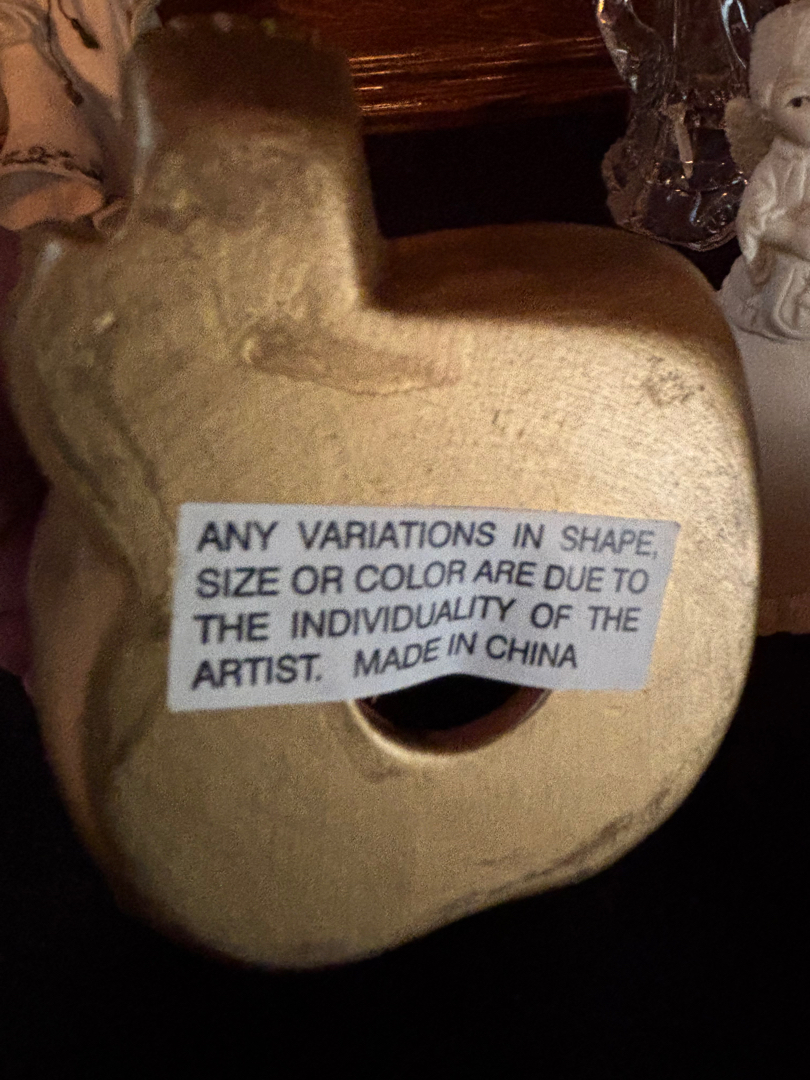 ANY VARIATIONS IN SHAPE,
SIZE OR COLOR ARE DUE TO
THE INDIVIDUALITY OF THE
ARTIST. MADE IN CHINA